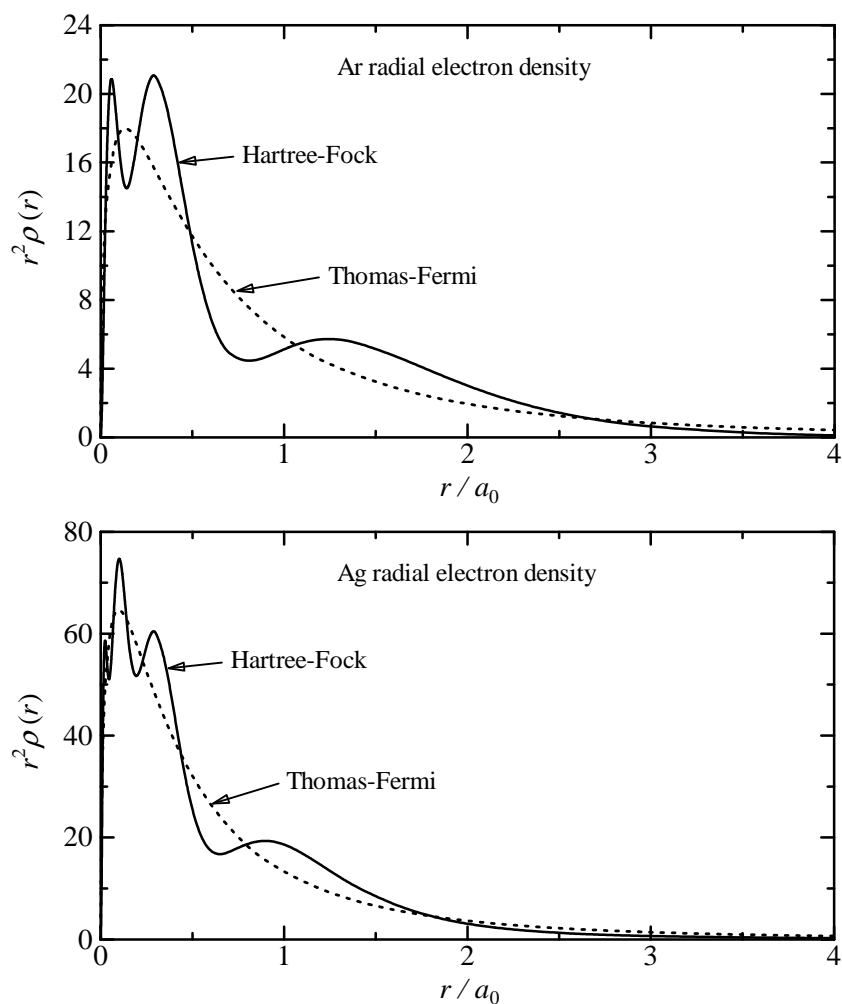 24
Ar radial electron density
20
Hartree-Fock
16
r²ρ(r)
12
Thomas-Fermi
8
4
0
0 1 2 3 4
r / a₀
80
Ag radial electron density
60
Hartree-Fock
r²ρ(r)
40
Thomas-Fermi
20
0
0 1 2 3 4
r / a₀